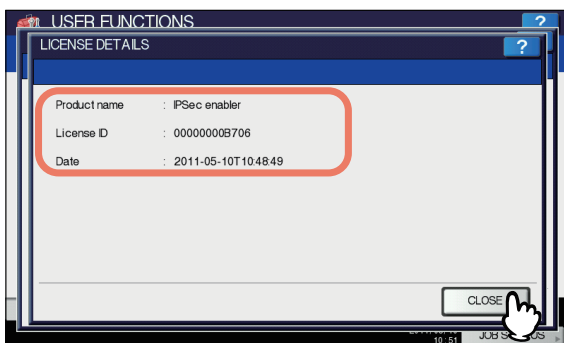 USER FUNCTIONS
?
LICENSE DETAILS
?
Product name : IPSec enabler
License ID : 00000000B706
Date : 2011-05-10T10:48:49
CLOSE
10:51